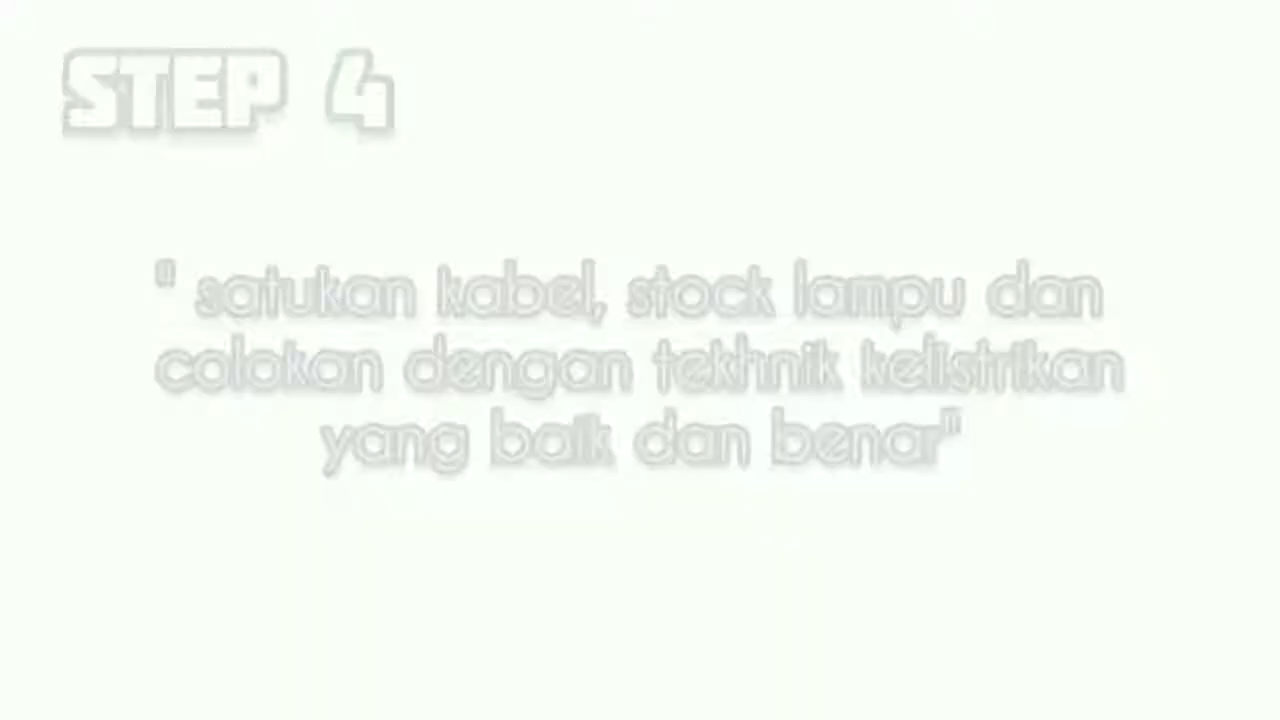 STEP 4
" satukan kabel, stock lampu dan
colokan dengan tekhnik kelistrikan
yang baik dan benar"